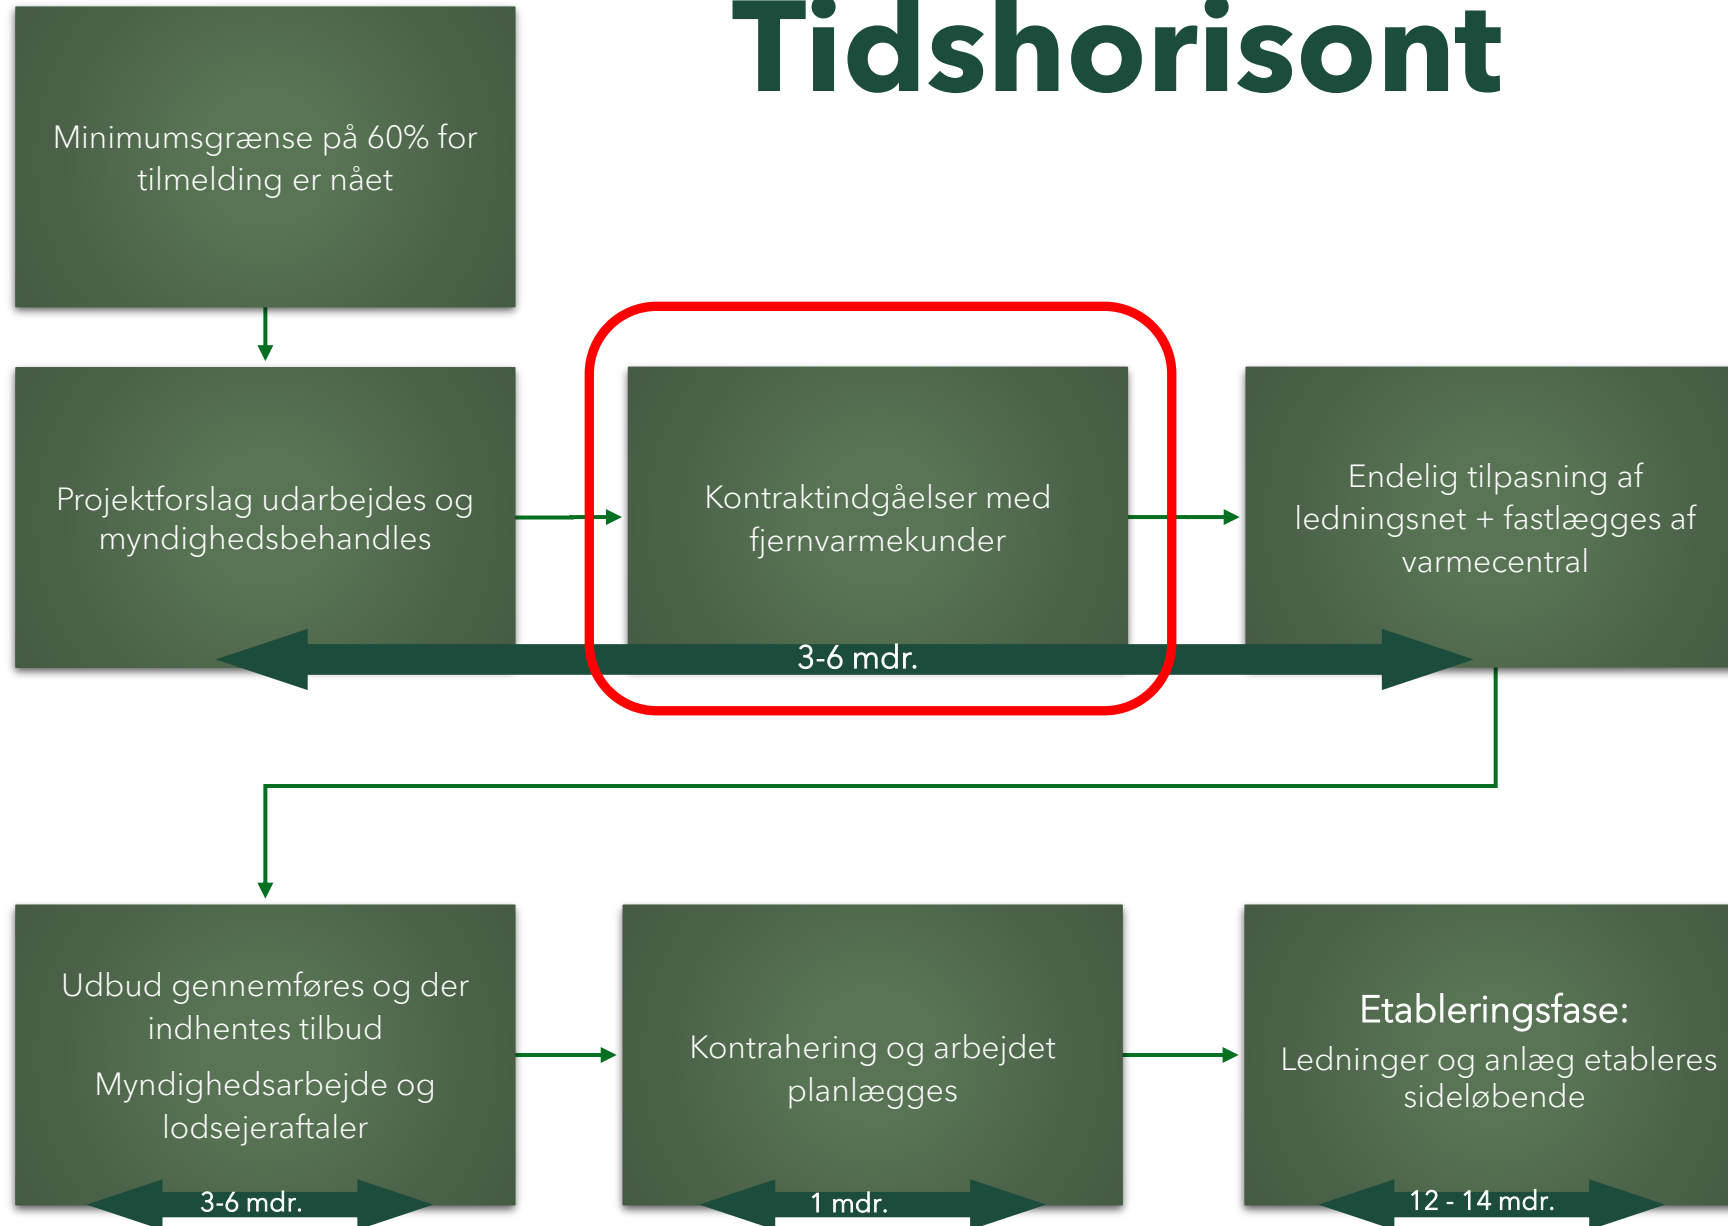 Tidshorisont
Minimumsgrænse på 60% for
tilmelding er nået
Projektforslag udarbejdes og
myndighedsbehandles
Kontraktindgåelser med
fjernvarmekunder
Endelig tilpasning af
ledningsnet + fastlægges af
varmecentral
3-6 mdr.
Udbud gennemføres og der
indhentes tilbud
Myndighedsarbejde og
lodsejeraftaler
3-6 mdr.
Kontrahering og arbejdet
planlægges
1 mdr.
Etableringsfase:
Ledninger og anlæg etableres
sideløbende
12 - 14 mdr.